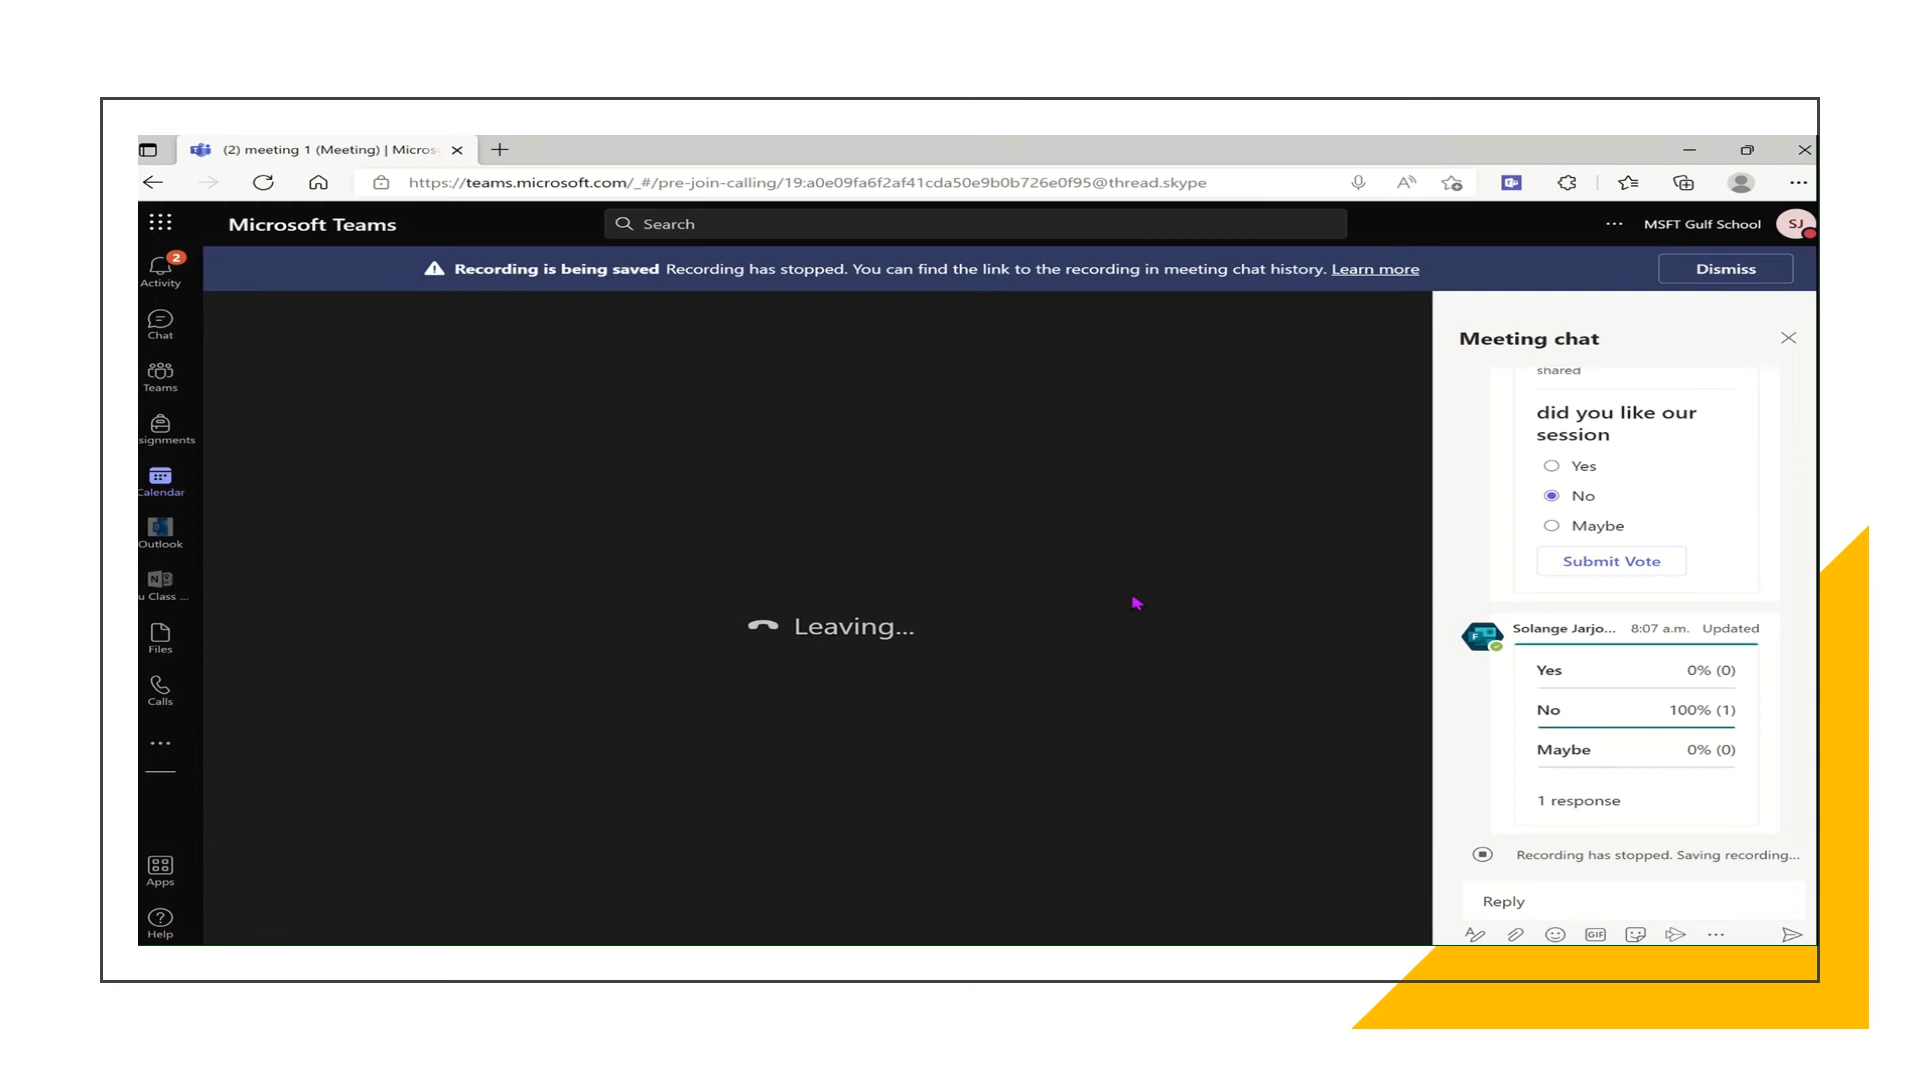 (2) meeting 1 (Meeting) | Micros
https://teams.microsoft.com/_#/pre-join-calling/19:a0e09fa6f2af41cda50e9b0b726e0f95@thread.skype
Microsoft Teams
Search
MSFT Gulf School
SJ
2
Activity
Chat
Teams
signments
Calendar
Outlook
u Class ...
Files
Calls
Apps
Help
Recording is being saved Recording has stopped. You can find the link to the recording in meeting chat history. Learn more
Dismiss
Leaving...
Meeting chat
shared
did you like our
session
Yes
No
Maybe
Submit Vote
Solange Jarjo... 8:07 a.m. Updated
Yes 0% (0)
No 100% (1)
Maybe 0% (0)
1 response
Recording has stopped. Saving recording...
Reply
GIF